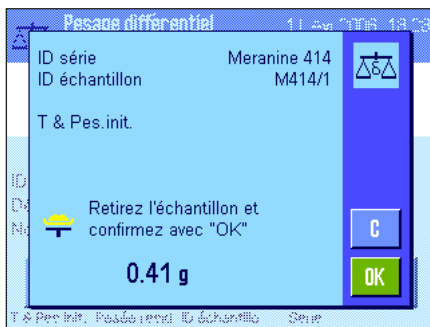 Pesage différentiel
ID série Meranine 414
ID échantillon M414/1
T & Pes.init.
Retirez l'échantillon et
confirmez avec "OK"
C
0.41 g
OK